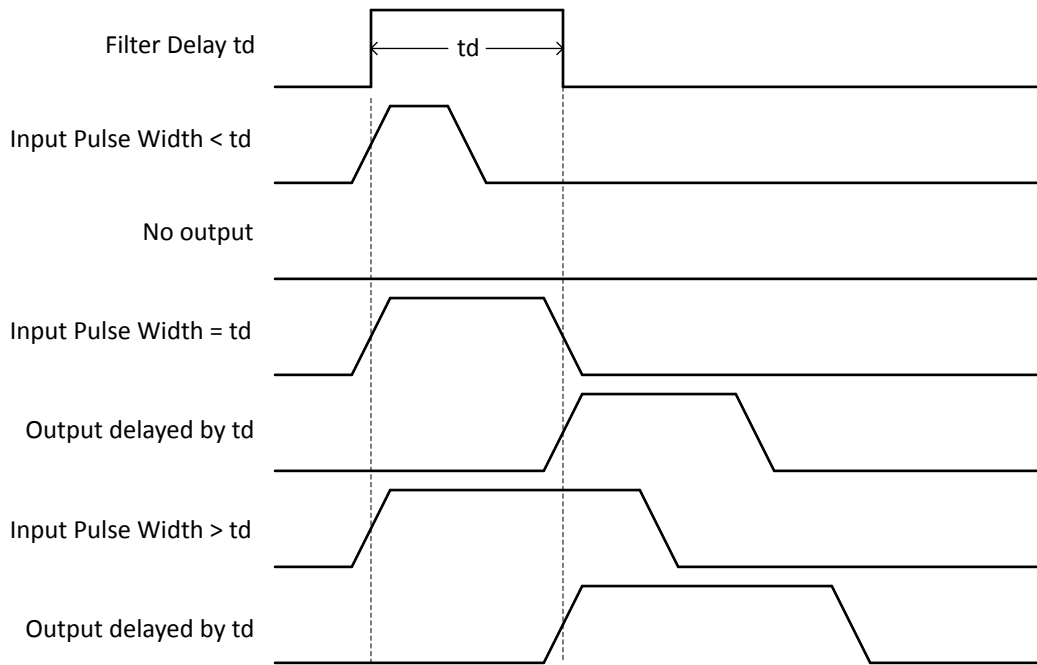 Filter Delay td
td
Input Pulse Width < td
No output
Input Pulse Width = td
Output delayed by td
Input Pulse Width > td
Output delayed by td